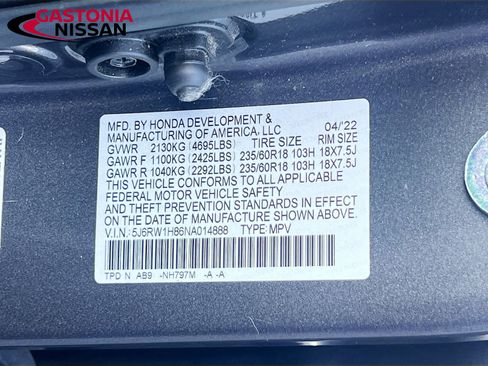 GASTONIA
NISSAN
MFD. BY HONDA DEVELOPMENT & 04/'22
MANUFACTURING OF AMERICA, LLC
GVWR 2130KG (4695LBS) TIRE SIZE RIM SIZE
GAWR F 1100KG (2425LBS) 235/60R18 103H 18X7.5J
GAWR R 1040KG (2292LBS) 235/60R18 103H 18X7.5J
THIS VEHICLE CONFORMS TO ALL APPLICABLE
FEDERAL MOTOR VEHICLE SAFETY
AND THEFT PREVENTION STANDARDS IN EFFECT
ON THE DATE OF MANUFACTURE SHOWN ABOVE.
V.I.N.: 5J6RW1H86NA014888 TYPE: MPV
TPD N AB9 -NH797M -A -A